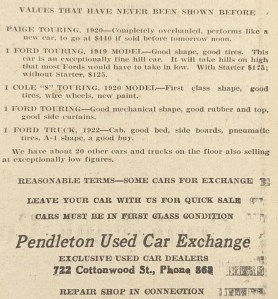 VALUES THAT HAVE NEVER BEEN SHOWN BEFORE
PAIGE TOURING, 1920—Completely overhauled, performs like a
new car, to go at $410 if sold before tomorrow noon.
1 FORD TOURING, 1919 MODEL—Good shape, good tires. This
car is an exceptionally fine hill car. It will take hills on high
that most Fords would have to take in low. With Starter $175;
without Starter, $125.
1 COLE "8" TOURING, 1920 MODEL—First class shape, good
tires, wire wheels, new paint.
1 FORD TOURING—Good mechanical shape, good rubber and top,
good side curtains.
1 FORD TRUCK, 1922—Cab, good bed, side boards, pneumatic
tires, A-1 shape, a good buy.
We have about 20 other cars and trucks on the floor also selling
at exceptionally low figures.
REASONABLE TERMS—SOME CARS FOR EXCHANGE
LEAVE YOUR CAR WITH US FOR QUICK SALE
CARS MUST BE IN FIRST GLASS CONDITION
Pendleton Used Car Exchange
EXCLUSIVE USED CAR DEALERS
722 Cottonwood St., Phone 868
REPAIR SHOP IN CONNECTION